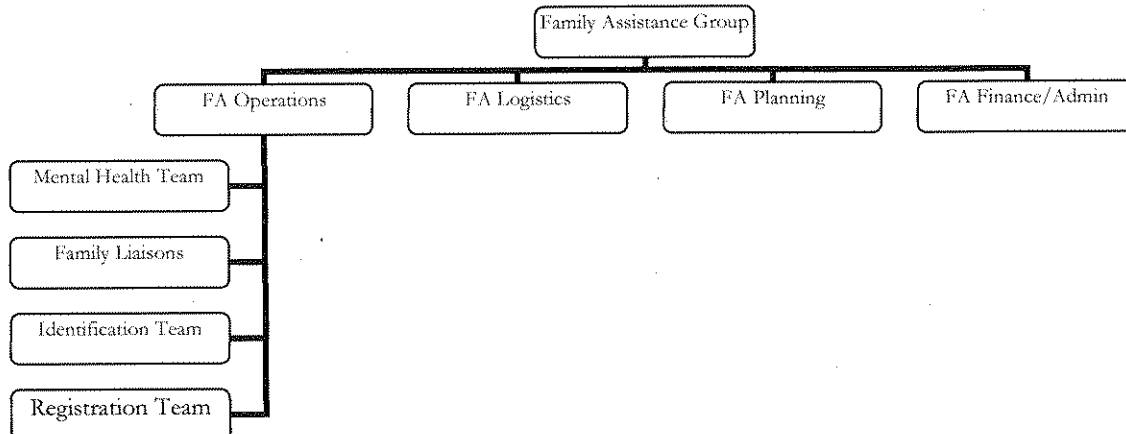 Family Assistance Group
FA Operations
FA Logistics
FA Planning
FA Finance/Admin
Mental Health Team
Family Liaisons
Identification Team
Registration Team